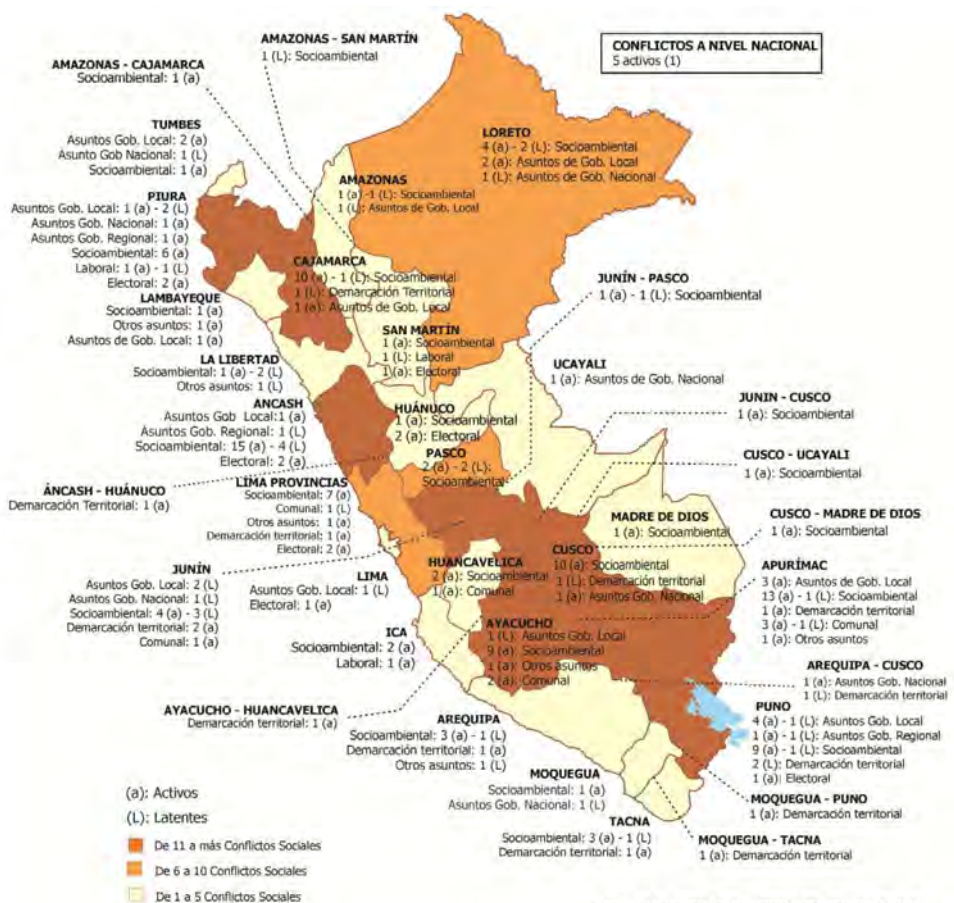 AMAZONAS - SAN MARTÍN
1 (L): Socioambiental
CONFLICTOS A NIVEL NACIONAL
5 activos (1)
AMAZONAS - CAJAMARCA
Socioambiental: 1 (a)
TUMBES
Asuntos Gob. Local: 2 (a)
Asunto Gob Nacional: 1 (L)
Socioambiental: 1 (a)
LORETO
4 (a) - 2 (L): Socioambiental
2 (a): Asuntos de Gob. Local
1 (L): Asuntos de Gob. Nacional
AMAZONAS
1 (a) -1 (L): Socioambiental
1 (L): Asuntos de Gob. Local
PIURA
Asuntos Gob. Local: 1 (a) - 2 (L)
Asuntos Gob. Nacional: 1 (a)
Asuntos Gob. Regional: 1 (a)
Socioambiental: 6 (a)
Laboral: 1 (a) - 1 (L)
Electoral: 2 (a)
CAJAMARCA
10 (a) - 1 (L): Socioambiental
1 (L): Demarcación Territorial
1 (a): Asuntos de Gob. Local
JUNÍN - PASCO
1 (a) - 1 (L): Socioambiental
LAMBAYEQUE
Socioambiental: 1 (a)
Otros asuntos: 1 (a)
Asuntos de Gob. Local: 1 (a)
SAN MARTÍN
1 (a): Socioambiental
1 (L): Laboral
1 (a): Electoral
LA LIBERTAD
Socioambiental: 1 (a) - 2 (L)
Otros asuntos: 1 (L)
UCAYALI
1 (a): Asuntos de Gob. Nacional
JUNIN - CUSCO
1 (a): Socioambiental
ANCASH
Asuntos Gob Local:1 (a)
Asuntos Gob. Regional: 1 (L)
Socioambiental: 15 (a) - 4 (L)
Electoral: 2 (a)
HUÁNUCO
1 (a): Socioambiental
2 (a): Electoral
PASCO
2 (a) - 2 (L):
Socioambiental
CUSCO - UCAYALI
1 (a): Socioambiental
ÁNCASH - HUÁNUCO
Demarcación Territorial: 1 (a)
LIMA PROVINCIAS
Socioambiental: 7 (a)
Comunal: 1 (L)
Otros asuntos: 1 (a)
Demarcación territorial: 1 (a)
Electoral: 2 (a)
MADRE DE DIOS
1 (a): Socioambiental
CUSCO - MADRE DE DIOS
1 (a): Socioambiental
JUNÍN
Asuntos Gob. Local: 2 (L)
Asuntos Gob. Nacional: 1 (L)
Socioambiental: 4 (a) - 3 (L)
Demarcación territorial: 2 (a)
Comunal: 1 (a)
LIMA
Asuntos Gob. Local: 1 (L)
Electoral: 1 (a)
HUANCAVELICA
2 (a): Socioambiental
1 (a): Comunal
CUSCO
10 (a): Socioambiental
1 (L): Demarcación territorial
1 (a): Asuntos Gob. Nacional
APURÍMAC
3 (a): Asuntos de Gob. Local
13 (a) - 1 (L): Socioambiental
1 (a): Demarcación territorial
3 (a) - 1 (L): Comunal
1 (a): Otros asuntos
ICA
Socioambiental: 2 (a)
Laboral: 1 (a)
AYACUCHO
1 (L): Asuntos Gob. Local
9 (a): Socioambiental
1 (a): Otros asuntos
2 (a): Comunal
AREQUIPA - CUSCO
1 (a): Asuntos Gob. Nacional
1 (L): Demarcación territorial
AYACUCHO - HUANCAVELICA
Demarcación territorial: 1 (a)
AREQUIPA
Socioambiental: 3 (a) - 1 (L)
Demarcación territorial: 1 (a)
Otros asuntos: 1 (L)
PUNO
4 (a) - 1 (L): Asuntos Gob. Local
1 (a) - 1 (L): Asuntos Gob. Regional
9 (a) - 1 (L): Socioambiental
2 (L): Demarcación territorial
1 (a): Electoral
MOQUEGUA
Socioambiental: 1 (a)
Asuntos Gob. Nacional: 1 (L)
MOQUEGUA - PUNO
1 (a): Demarcación territorial
TACNA
Socioambiental: 3 (a) - 1 (L)
Demarcación territorial: 1 (a)
MOQUEGUA - TACNA
1 (a): Demarcación territorial
(a): Activos
(L): Latentes
De 11 a más Conflictos Sociales
De 6 a 10 Conflictos Sociales
De 1 a 5 Conflictos Sociales